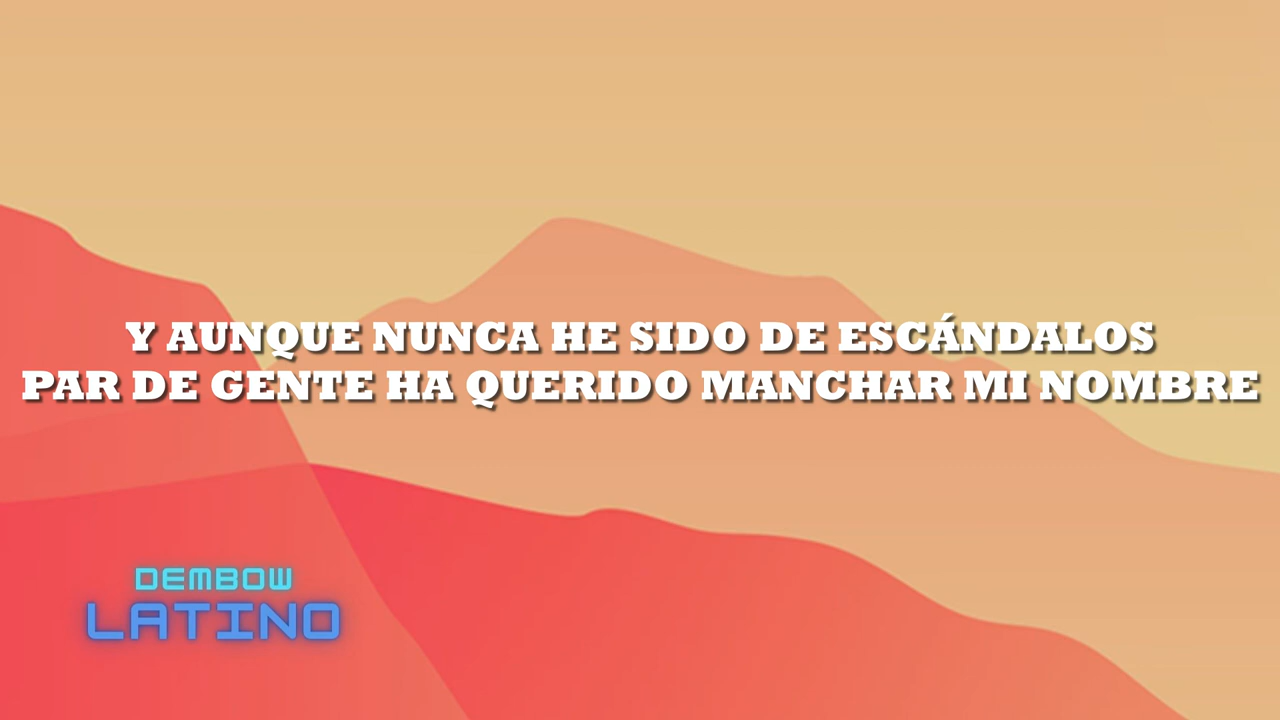 Y AUNQUE NUNCA HE SIDO DE ESCÁNDALOS
PAR DE GENTE HA QUERIDO MANCHAR MI NOMBRE
DEMBOW
LATINO